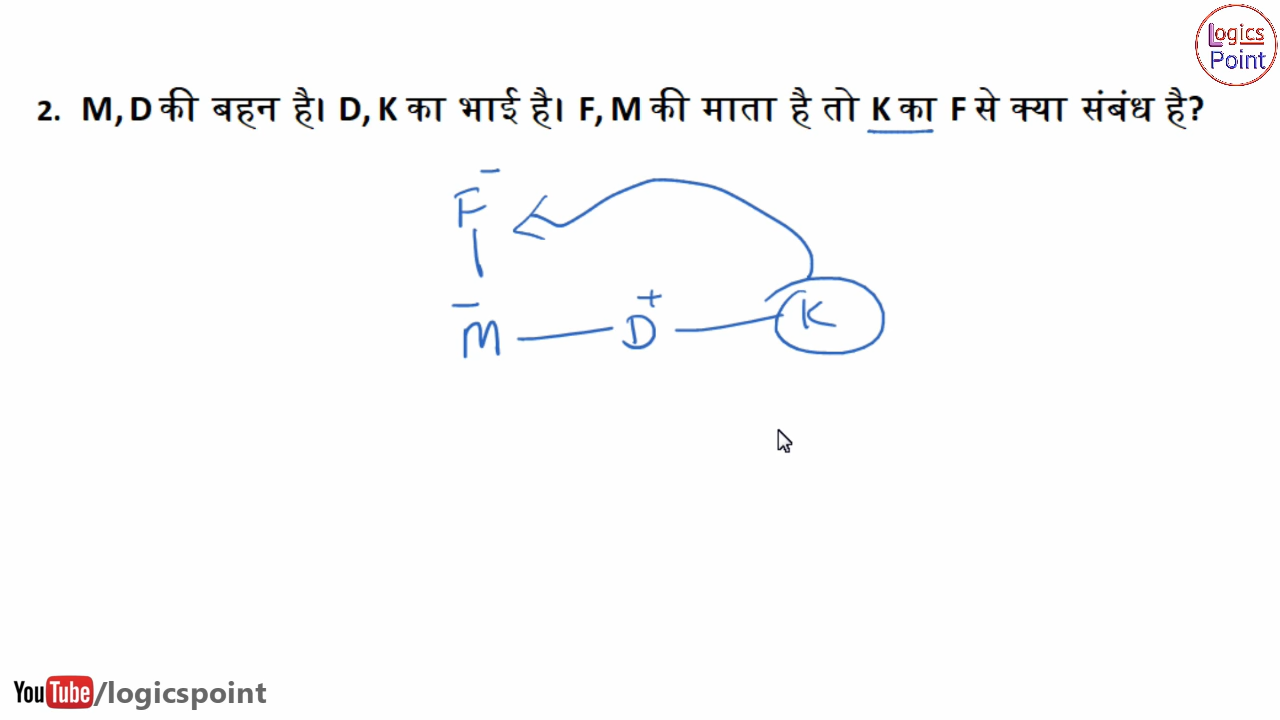 Logics
Point
2. M, D की बहन है। D, K का भाई है। F, M की माता है तो K का F से क्या संबंध है?
F −
− M — D + — K
YouTube/logicspoint